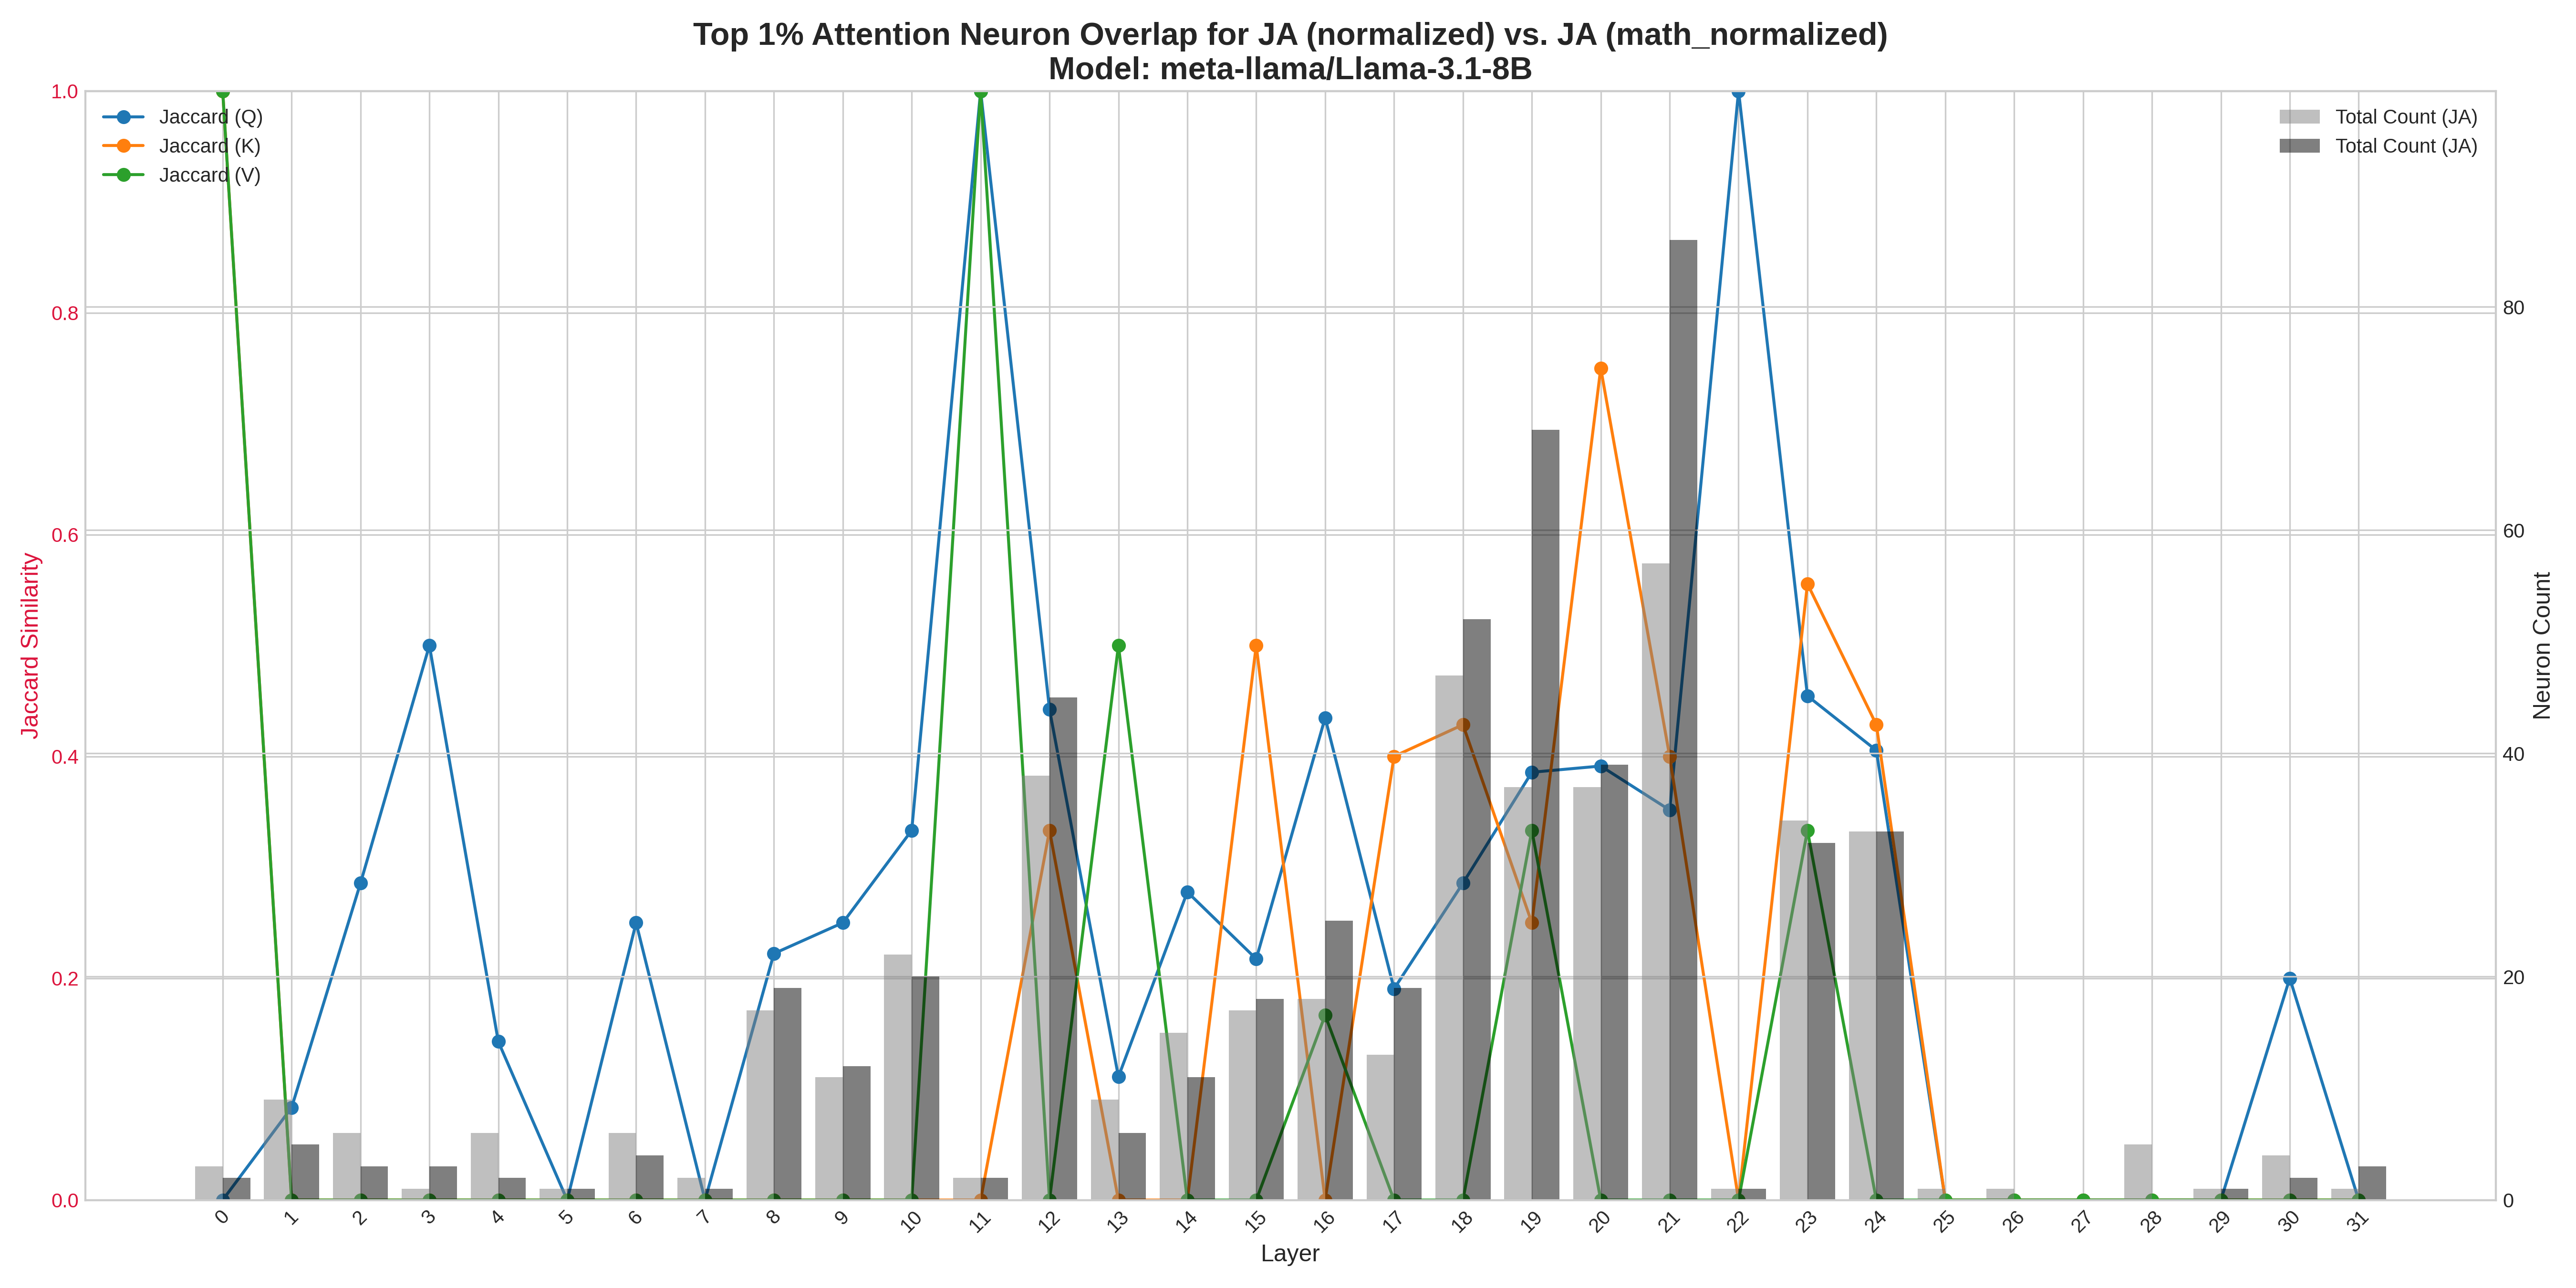 Top 1% Attention Neuron Overlap for JA (normalized) vs. JA (math_normalized)
Model: meta-llama/Llama-3.1-8B
Jaccard (Q)
Jaccard (K)
Jaccard (V)
Total Count (JA)
Total Count (JA)
1.0
0.8
0.6
0.4
0.2
0.0
Jaccard Similarity
80
60
40
20
0
Neuron Count
0 1 2 3 4 5 6 7 8 9 10 11 12 13 14 15 16 17 18 19 20 21 22 23 24 25 26 27 28 29 30 31
Layer